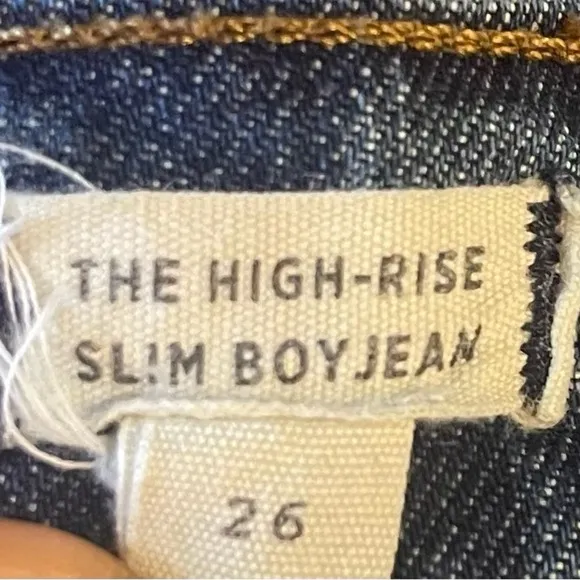 THE HIGH-RISE
SLIM BOYJEAN
26